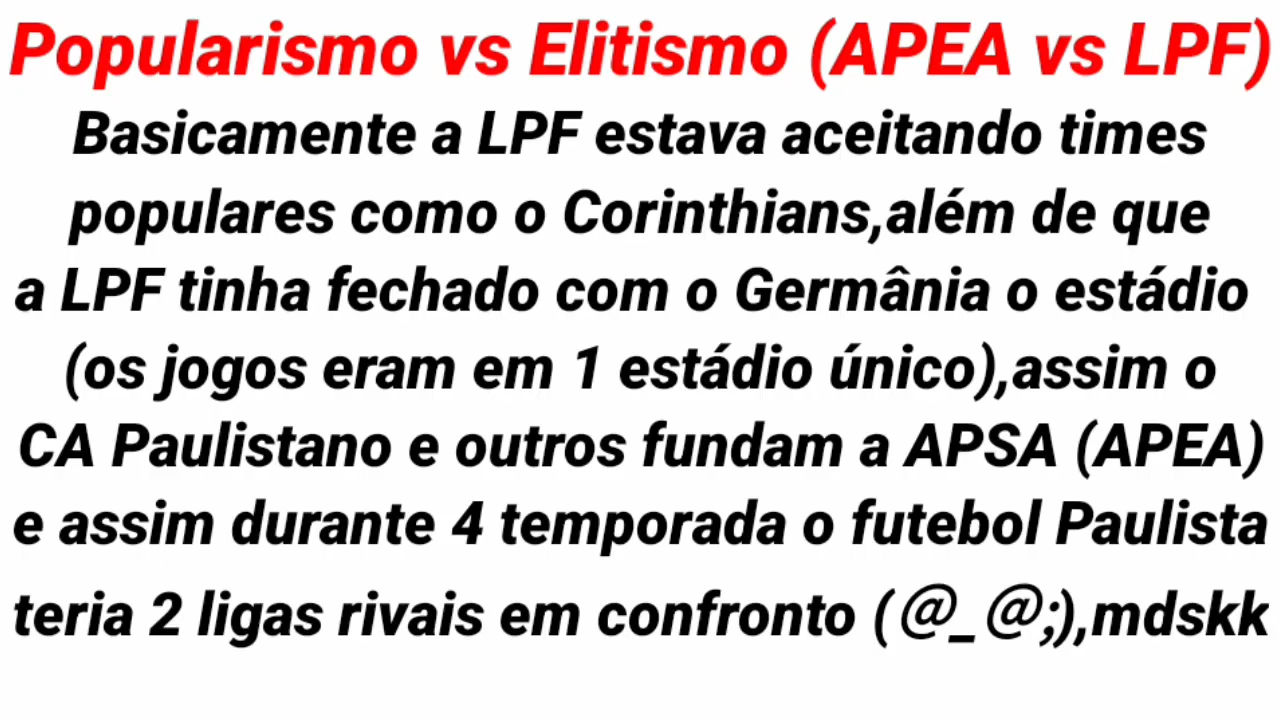 Popularismo vs Elitismo (APEA vs LPF)
Basicamente a LPF estava aceitando times
populares como o Corinthians,além de que
a LPF tinha fechado com o Germânia o estádio
(os jogos eram em 1 estádio único),assim o
CA Paulistano e outros fundam a APSA (APEA)
e assim durante 4 temporada o futebol Paulista
teria 2 ligas rivais em confronto (@_@;),mdskk